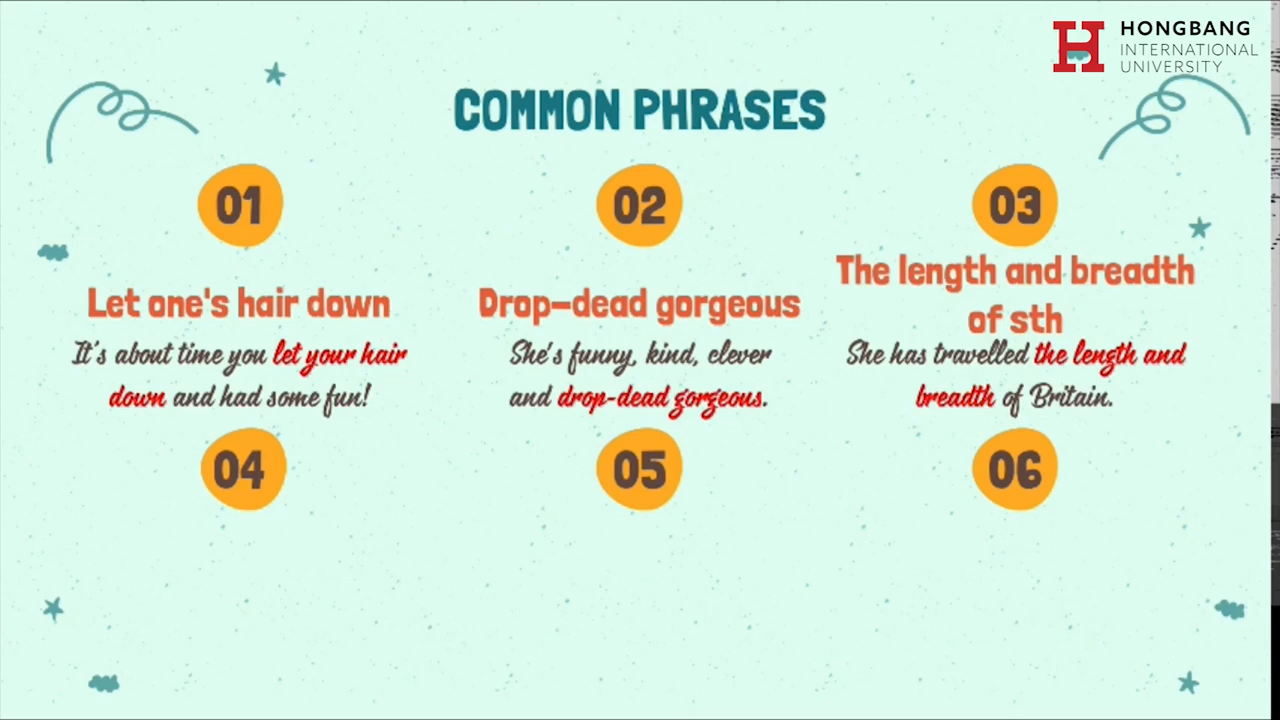 HONGBANG
INTERNATIONAL
UNIVERSITY
COMMON PHRASES
01
Let one's hair down
It's about time you let your hair
down and had some fun!
02
Drop-dead gorgeous
She's funny, kind, clever
and drop-dead gorgeous.
03
The length and breadth
of sth
She has travelled the length and
breadth of Britain.
04
05
06